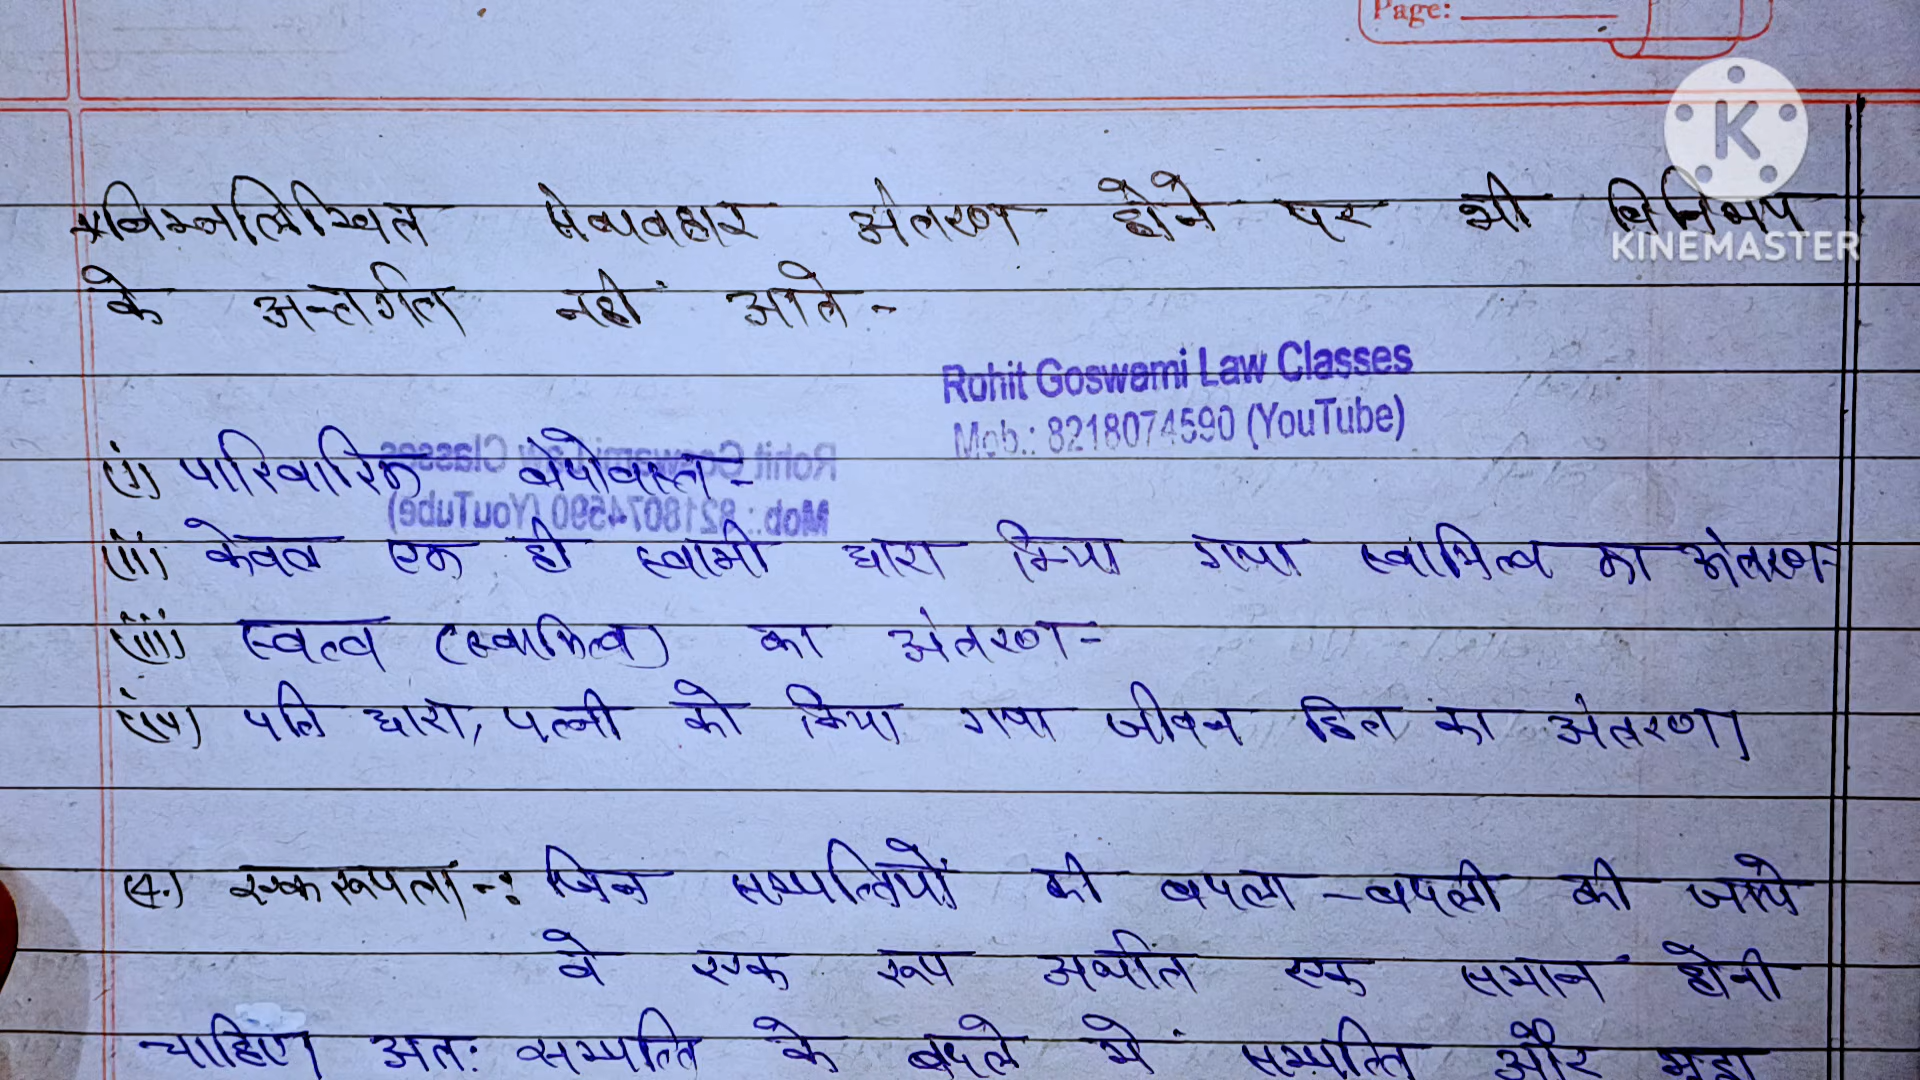 Page:
निम्नलिखित संव्यवहार अंतरण होने पर भी विनिमय
KINEMASTER
के अन्तर्गत नहीं आते -
Rohit Goswami Law Classes
Mob.: 8218074590 (YouTube)
(i) पारिवारिक बंदोवस्त -
(ii) केवल एक ही स्वामी द्वारा किया गया स्वामित्व का अंतरण -
(iii) स्वत्व (स्वामित्व) का अंतरण -
(iv) पति द्वारा, पत्नी को किया गया जीवन हित का अंतरण।
(4.) एकरूपता -: जिन सम्पत्तियों की बदला - बदली की जाये
वे एक रूप अर्थात एक समान होनी
चाहिए। अतः सम्पत्ति के बदले में सम्पत्ति और मुद्रा